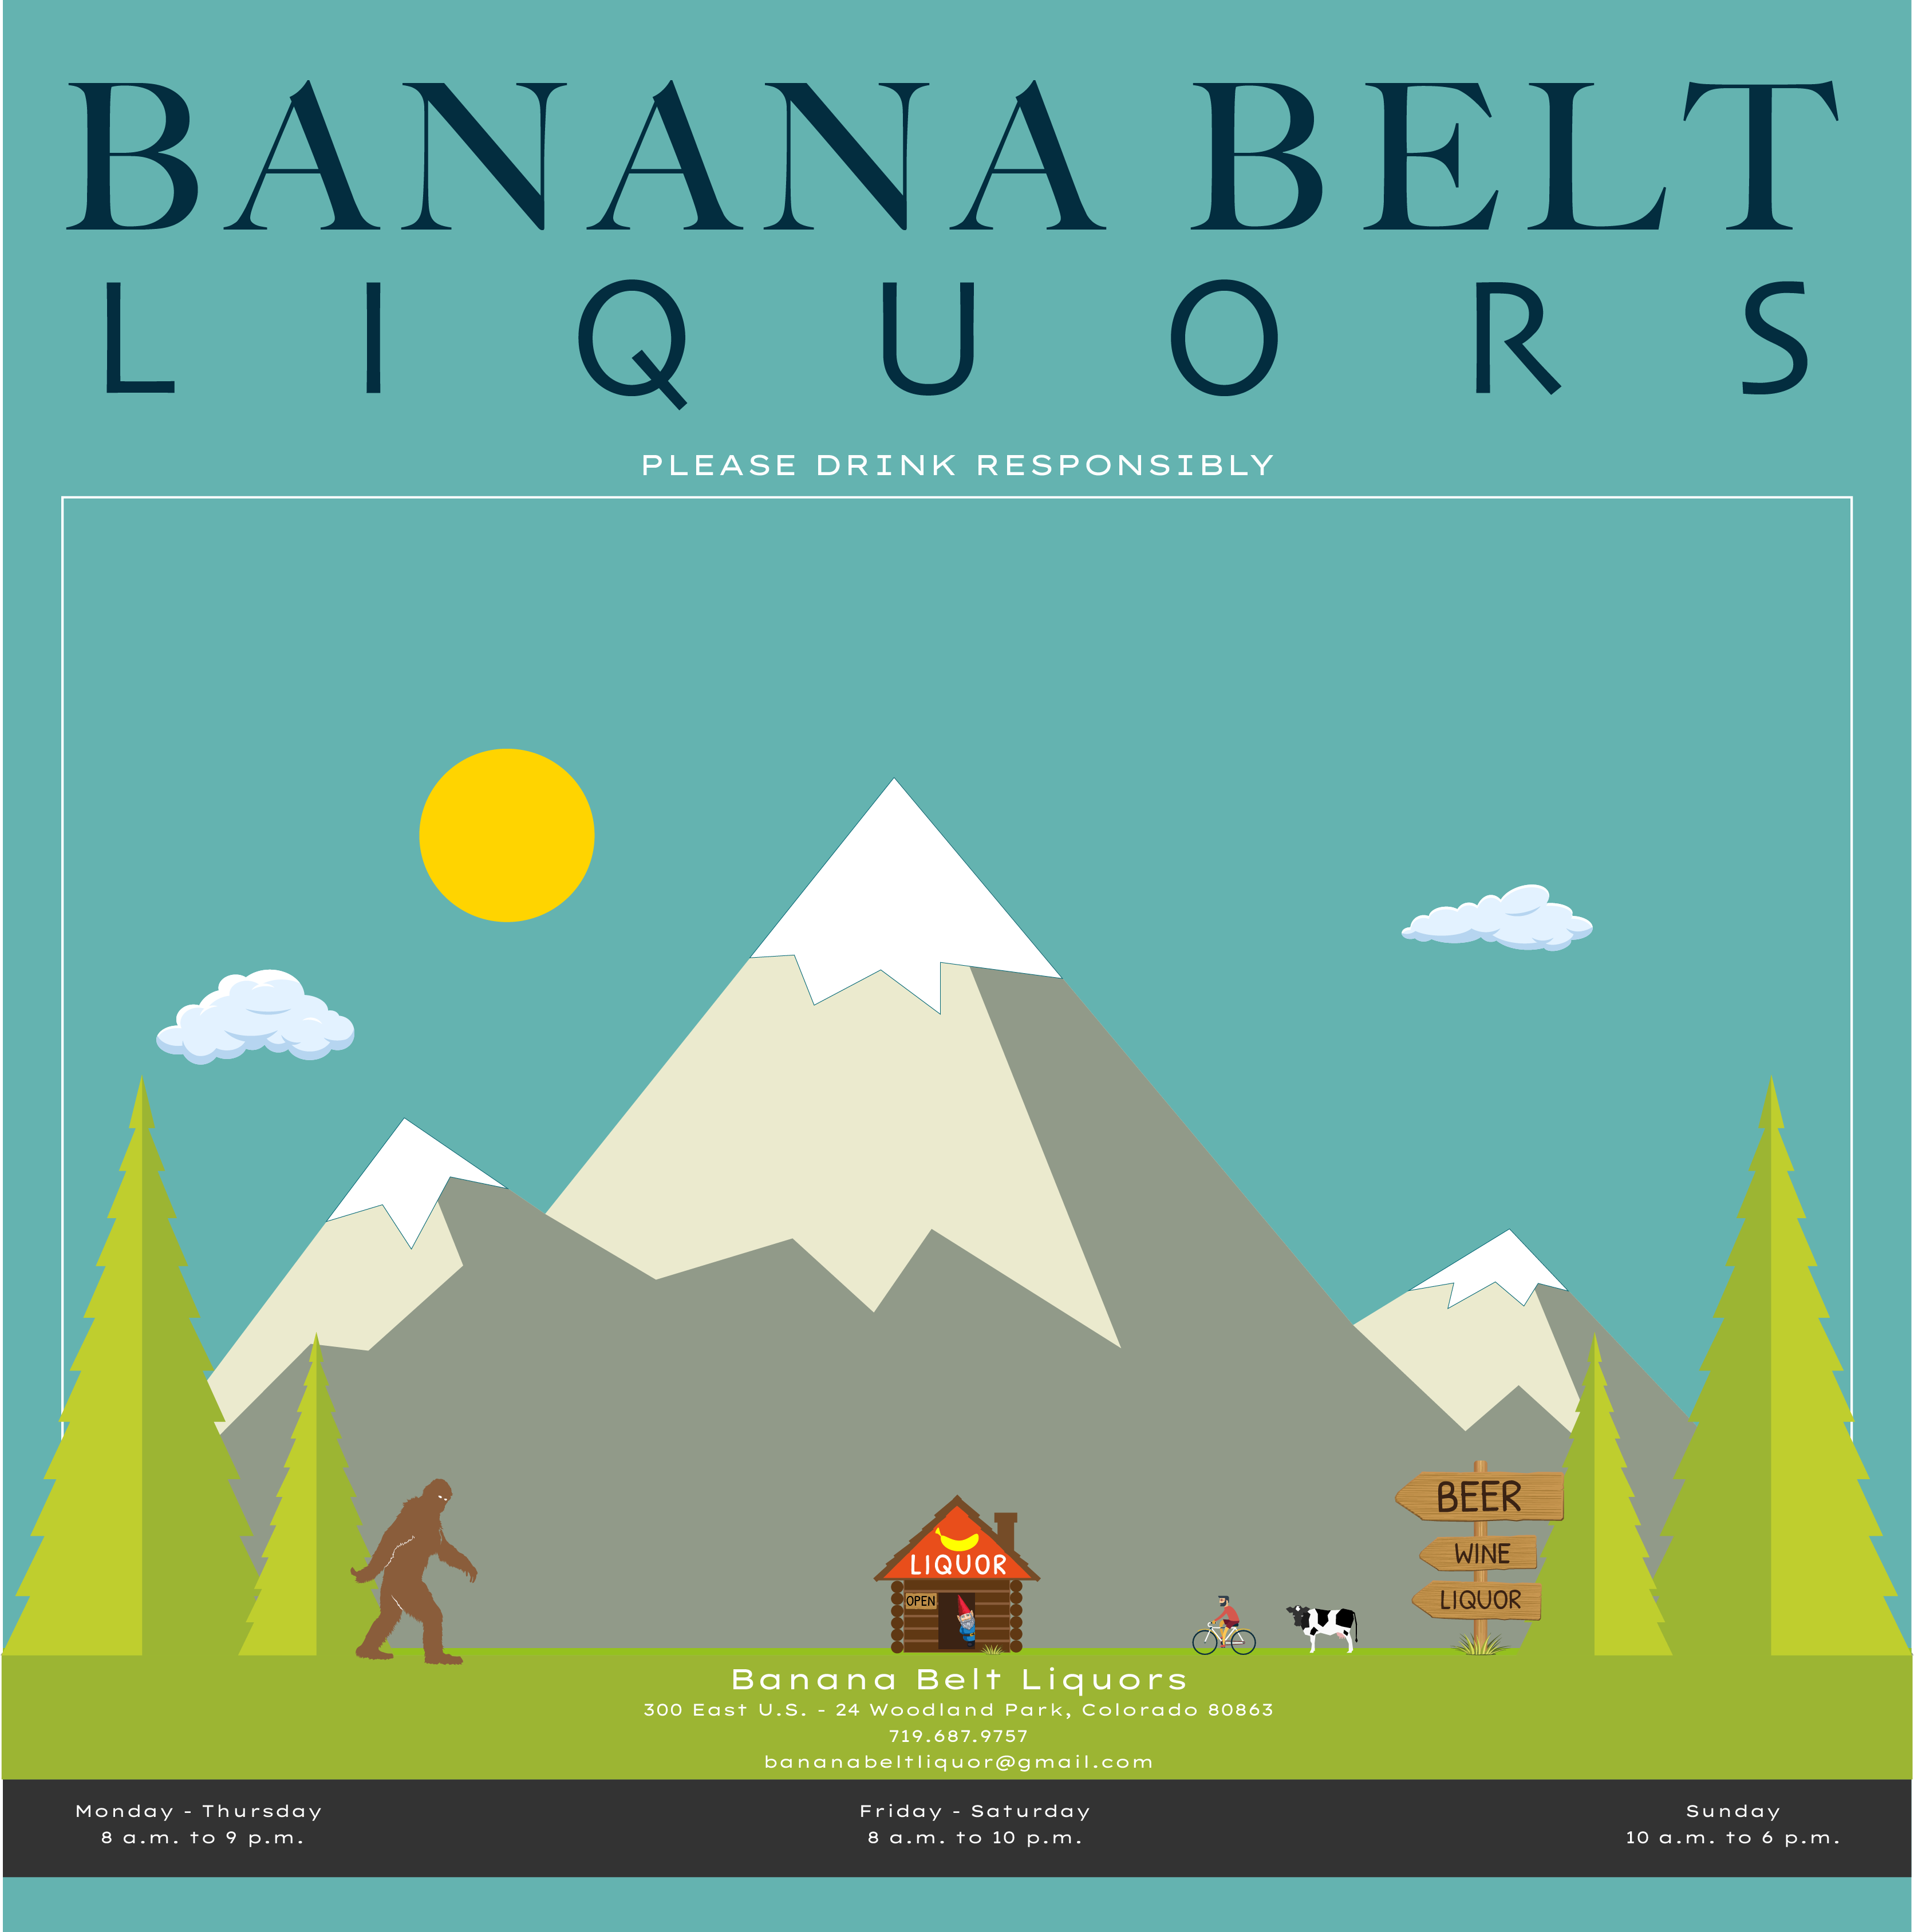 BANANA BELT
LIQUORS
PLEASE DRINK RESPONSIBLY
BEER
WINE
LIQUOR
LIQUOR
OPEN
Banana Belt Liquors
300 East U.S. - 24 Woodland Park, Colorado 80863
719.687.9757
bananabeltliquor@gmail.com
Monday - Thursday
8 a.m. to 9 p.m.
Friday - Saturday
8 a.m. to 10 p.m.
Sunday
10 a.m. to 6 p.m.